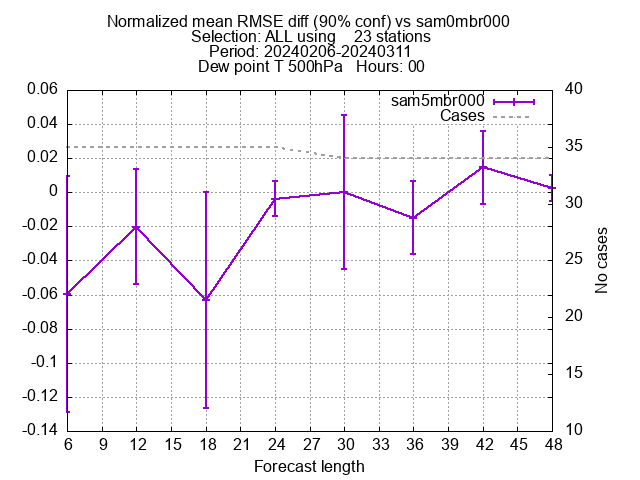 Normalized mean RMSE diff (90% conf) vs sam0mbr000
Selection: ALL using    23 stations
Period: 20240206-20240311
Dew point T 500hPa   Hours: 00
sam5mbr000
Cases
0.06
0.04
0.02
0
-0.02
-0.04
-0.06
-0.08
-0.1
-0.12
-0.14
40
35
30
25
20
15
10
No cases
6 9 12 15 18 21 24 27 30 33 36 39 42 45 48
Forecast length